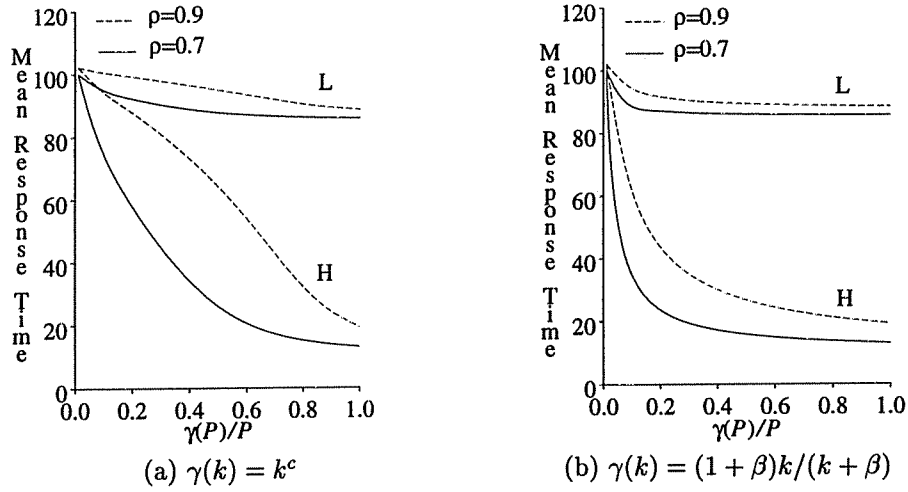 120
100
80
60
40
20
0
Mean Response Time
ρ=0.9
ρ=0.7
L
H
0.0 0.2 0.4 0.6 0.8 1.0
γ(P)/P
(a) γ(k) = k^c
120
100
80
60
40
20
0
Mean Response Time
ρ=0.9
ρ=0.7
L
H
0.0 0.2 0.4 0.6 0.8 1.0
γ(P)/P
(b) γ(k) = (1 + β)k/(k + β)